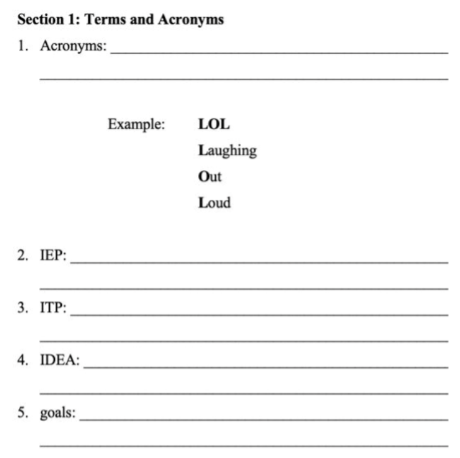 Section 1: Terms and Acronyms
1. Acronyms:
Example: LOL
Laughing
Out
Loud
2. IEP:
3. ITP:
4. IDEA:
5. goals: